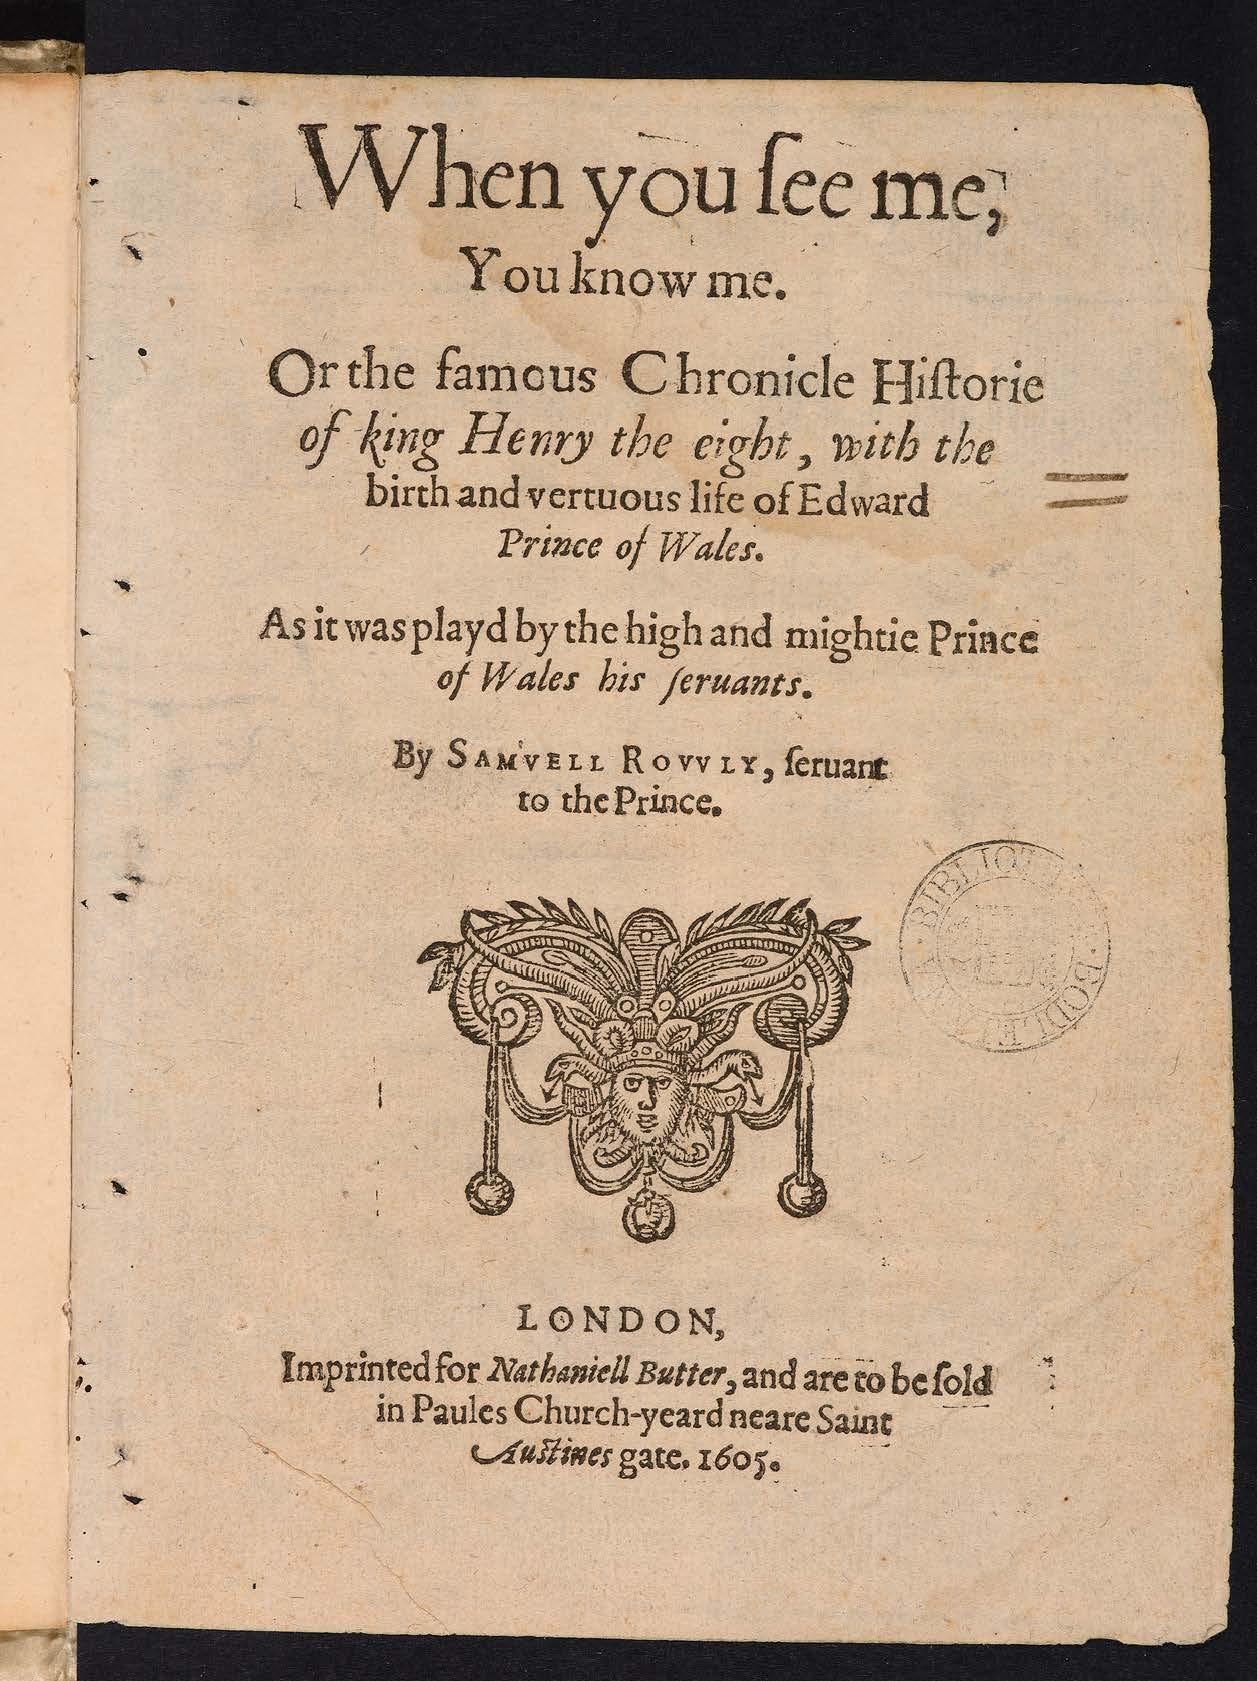 When you ſee me,
You know me.
Or the famous Chronicle Hiſtorie
of king Henry the eight, with the
birth and vertuous life of Edward
Prince of Wales.
As it was playd by the high and mightie Prince
of Wales his ſeruants.
By SAMVELL ROVVLY, ſeruant
to the Prince.
LONDON,
Imprinted for Nathaniell Butter, and are to be ſold
in Paules Church-yeard neare Saint
Auſtines gate. 1605.